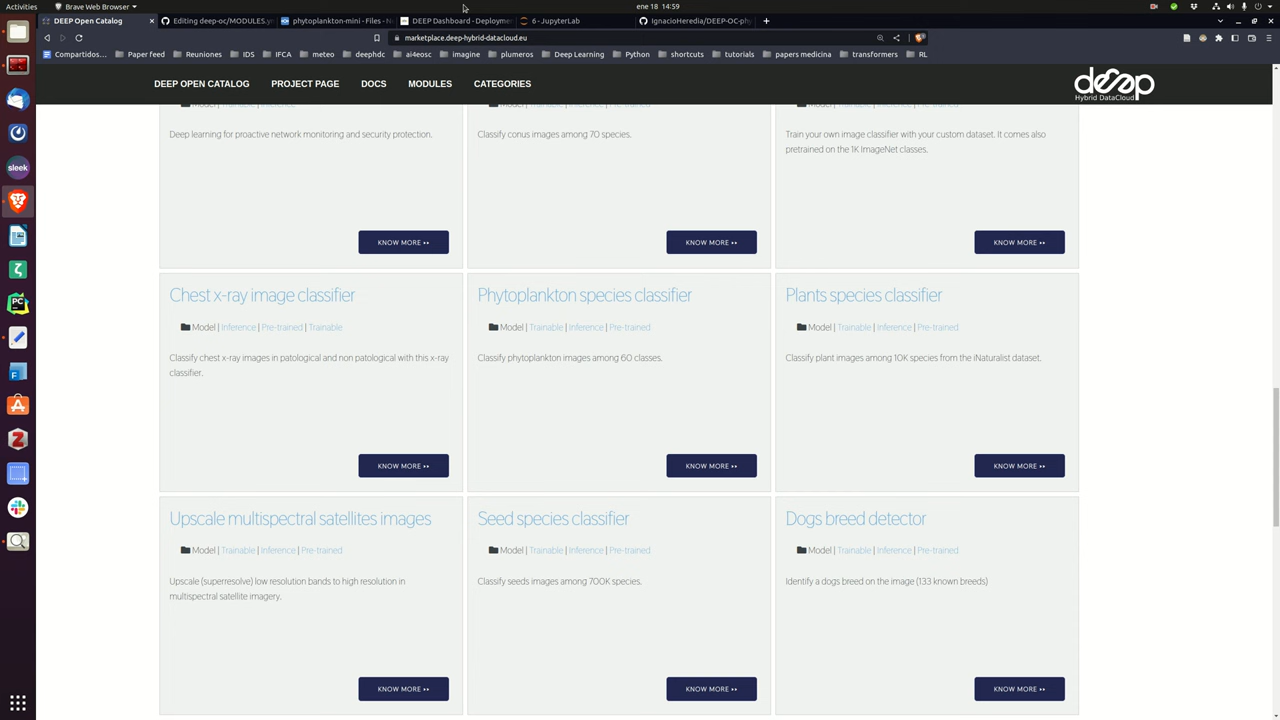 Activities
Brave Web Browser
ene 18 14:59
DEEP Open Catalog
Editing deep-oc/MODULES.y
phytoplankton-mini - Files - N
DEEP Dashboard - Deployme
6 - JupyterLab
IgnacioHeredia/DEEP-OC-ph
marketplace.deep-hybrid-datacloud.eu
Compartidos...
Paper feed
Reuniones
IDS
IFCA
meteo
deephdc
ai4eosc
imagine
plumeros
Deep Learning
Python
shortcuts
tutorials
papers medicina
transformers
RL
DEEP OPEN CATALOG
PROJECT PAGE
DOCS
MODULES
CATEGORIES
deep
Hybrid DataCloud
sleek
Model | Trainable | Inference
Deep learning for proactive network monitoring and security protection.
KNOW MORE
Classify conus images among 70 species.
KNOW MORE
Train your own image classifier with your custom dataset. It comes also
pretrained on the 1K ImageNet classes.
KNOW MORE
Chest x-ray image classifier
Model | Inference | Pre-trained | Trainable
Classify chest x-ray images in patological and non patological with this x-ray
classifier.
KNOW MORE
Phytoplankton species classifier
Model | Trainable | Inference | Pre-trained
Classify phytoplankton images among 60 classes.
KNOW MORE
Plants species classifier
Model | Trainable | Inference | Pre-trained
Classify plant images among 10K species from the iNaturalist dataset.
KNOW MORE
Upscale multispectral satellites images
Model | Trainable | Inference | Pre-trained
Upscale (superresolve) low resolution bands to high resolution in
multispectral satellite imagery.
KNOW MORE
Seed species classifier
Model | Trainable | Inference | Pre-trained
Classify seeds images among 700K species.
KNOW MORE
Dogs breed detector
Model | Trainable | Inference | Pre-trained
Identify a dogs breed on the image (133 known breeds)
KNOW MORE